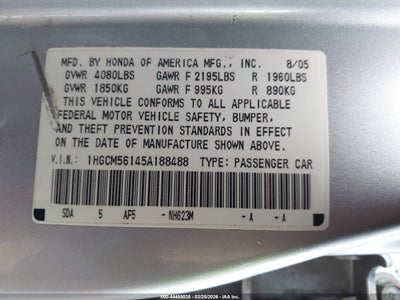 MFD. BY HONDA OF AMERICA MFG., INC. 8/05
GVWR 4080LBS GAWR F 2195LBS R 1960LBS
GVWR 1850KG GAWR F 995KG R 890KG
THIS VEHICLE CONFORMS TO ALL APPLICABLE
FEDERAL MOTOR VEHICLE SAFETY, BUMPER,
AND THEFT PREVENTION STANDARDS IN EFFECT
ON THE DATE OF MANUFACTURE SHOWN ABOVE.
V.I.N.: 1HGCM56145A188488 TYPE: PASSENGER CAR
SDA 5 AF5 - NH623M - A - A